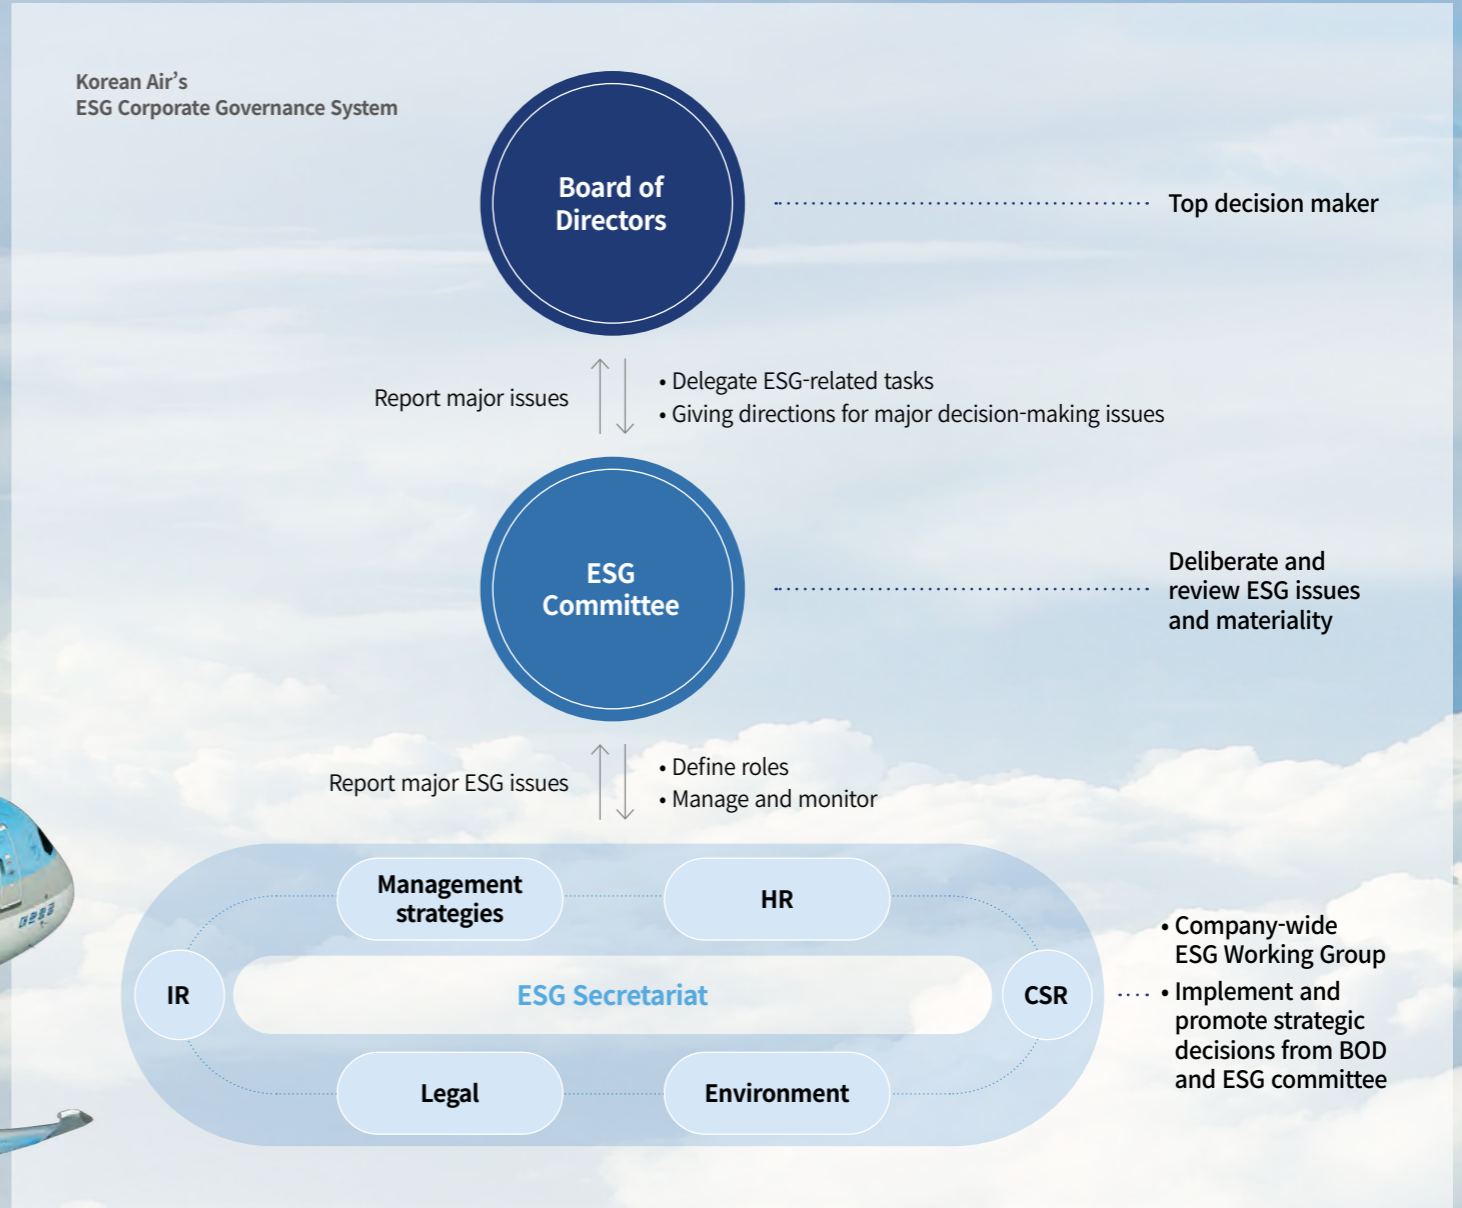 Korean Air’s
ESG Corporate Governance System
Board of
Directors
Top decision maker
Report major issues
• Delegate ESG-related tasks
• Giving directions for major decision-making issues
ESG
Committee
Deliberate and
review ESG issues
and materiality
Report major ESG issues
• Define roles
• Manage and monitor
Management
strategies
HR
IR
ESG Secretariat
CSR
Legal
Environment
• Company-wide
ESG Working Group
• Implement and
promote strategic
decisions from BOD
and ESG committee